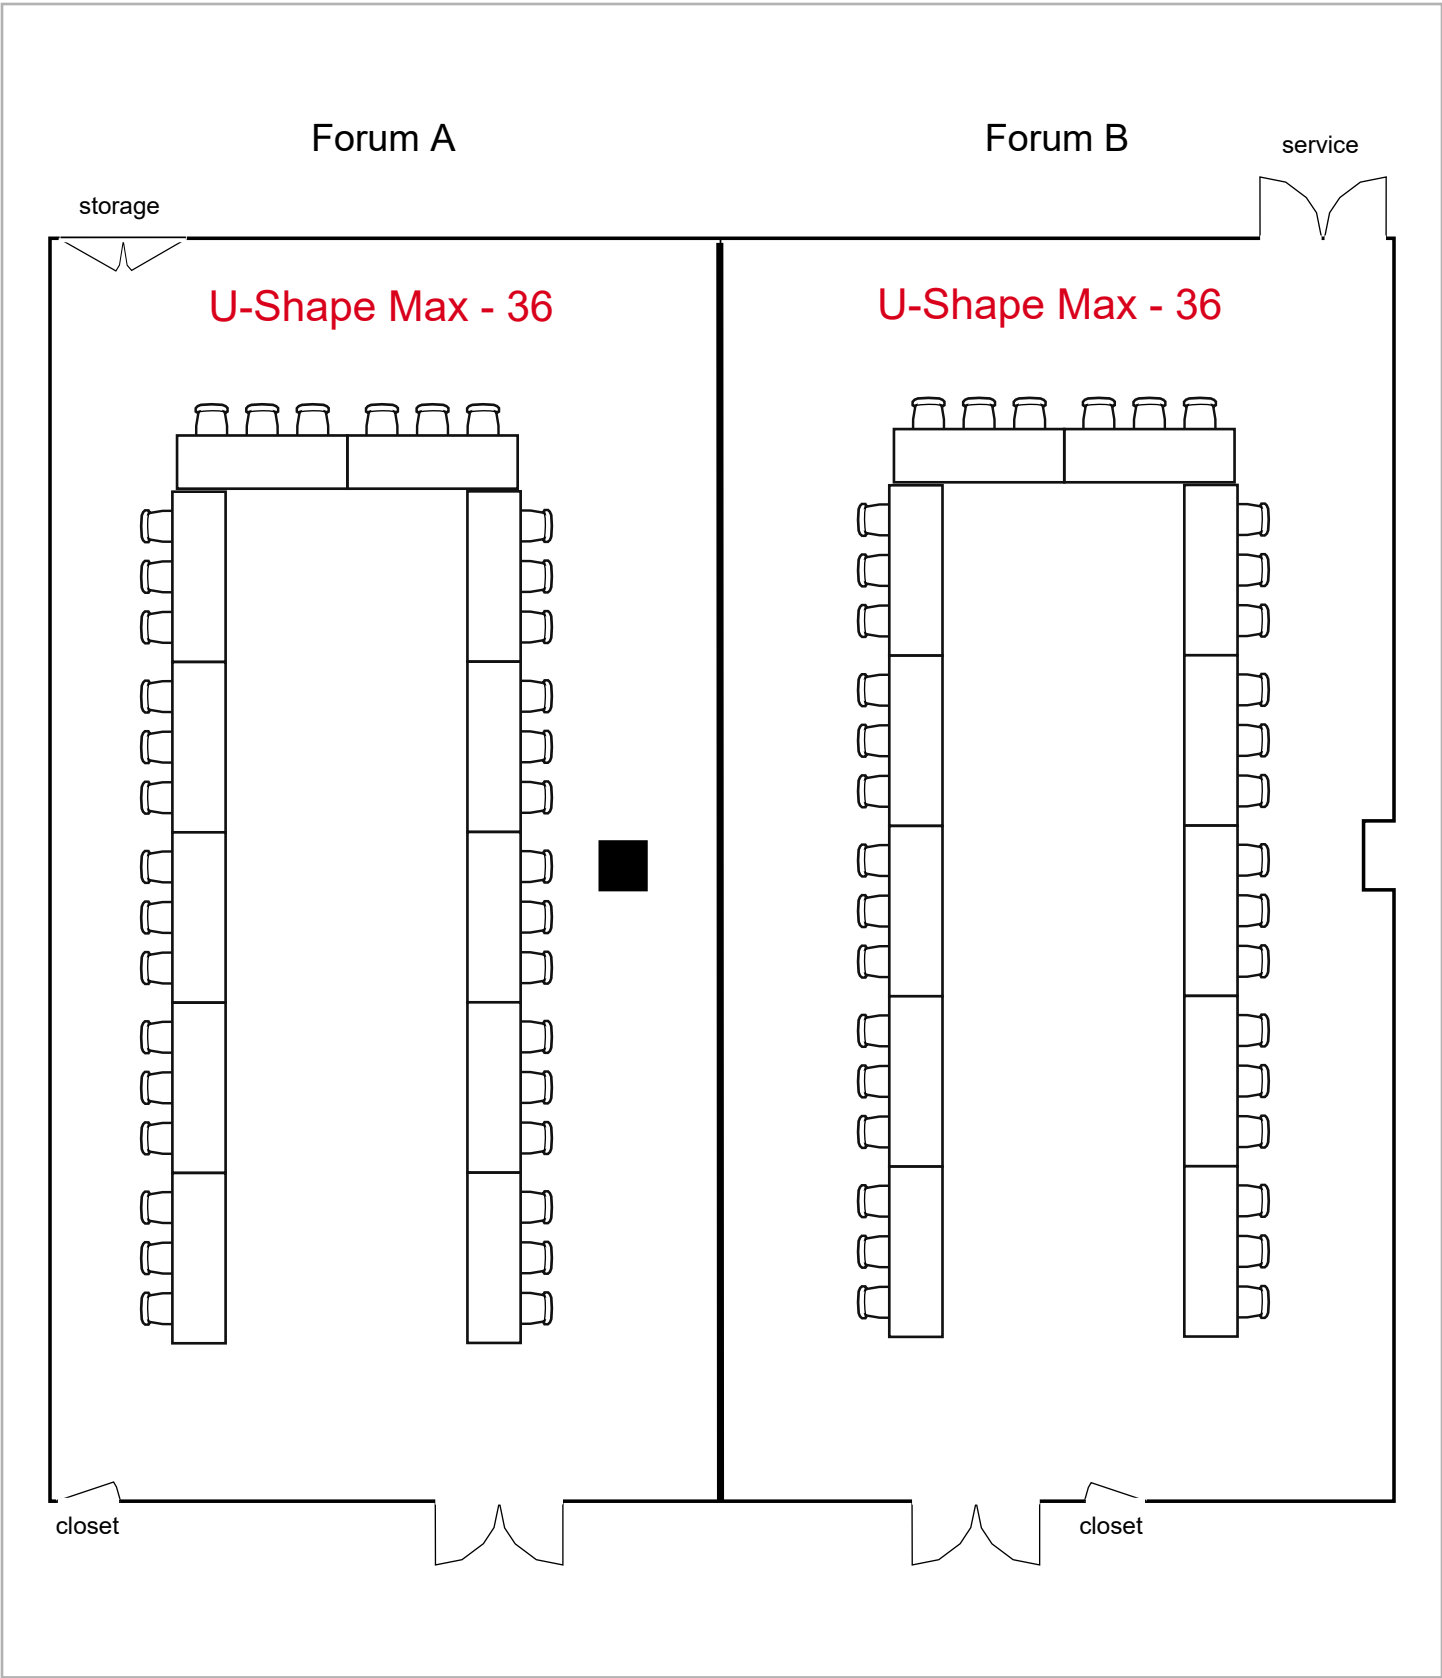 Forum A
Forum B
service
storage
U-Shape Max - 36
U-Shape Max - 36
closet
closet